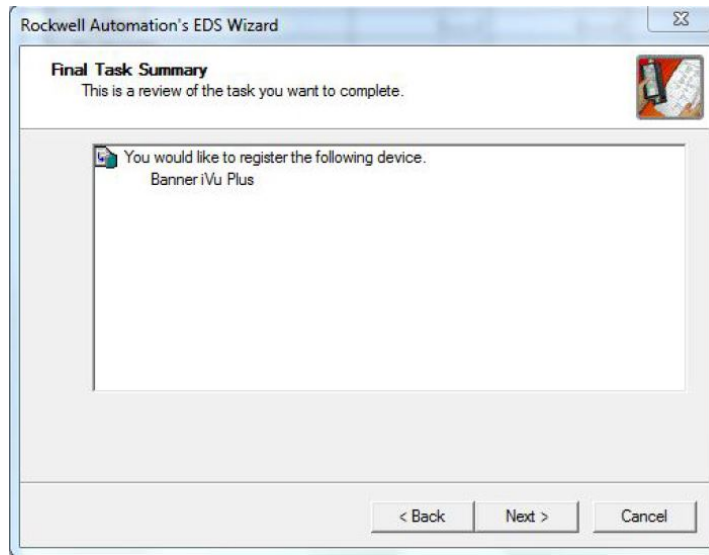 Rockwell Automation's EDS Wizard
Final Task Summary
This is a review of the task you want to complete.
You would like to register the following device.
Banner iVu Plus
< Back
Next >
Cancel